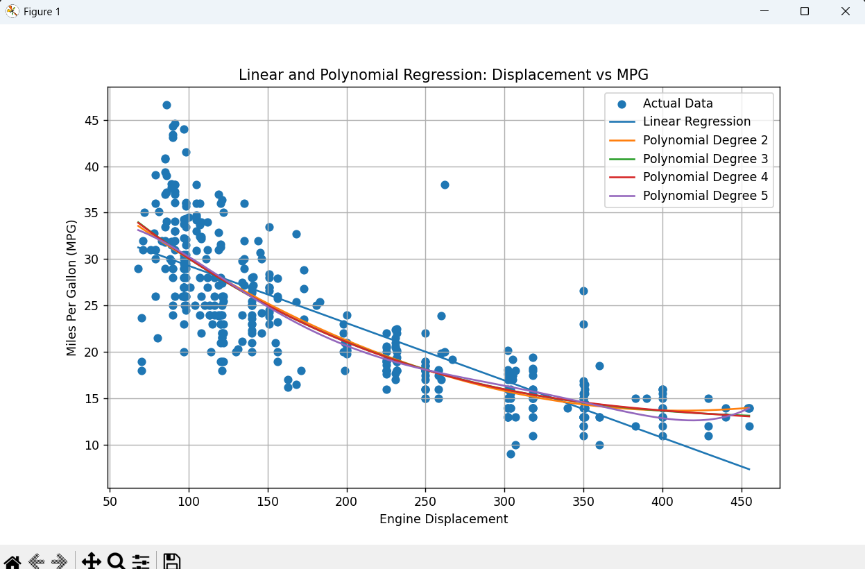 Figure 1
Linear and Polynomial Regression: Displacement vs MPG
Actual Data
Linear Regression
Polynomial Degree 2
Polynomial Degree 3
Polynomial Degree 4
Polynomial Degree 5
Miles Per Gallon (MPG)
45
40
35
30
25
20
15
10
50 100 150 200 250 300 350 400 450
Engine Displacement